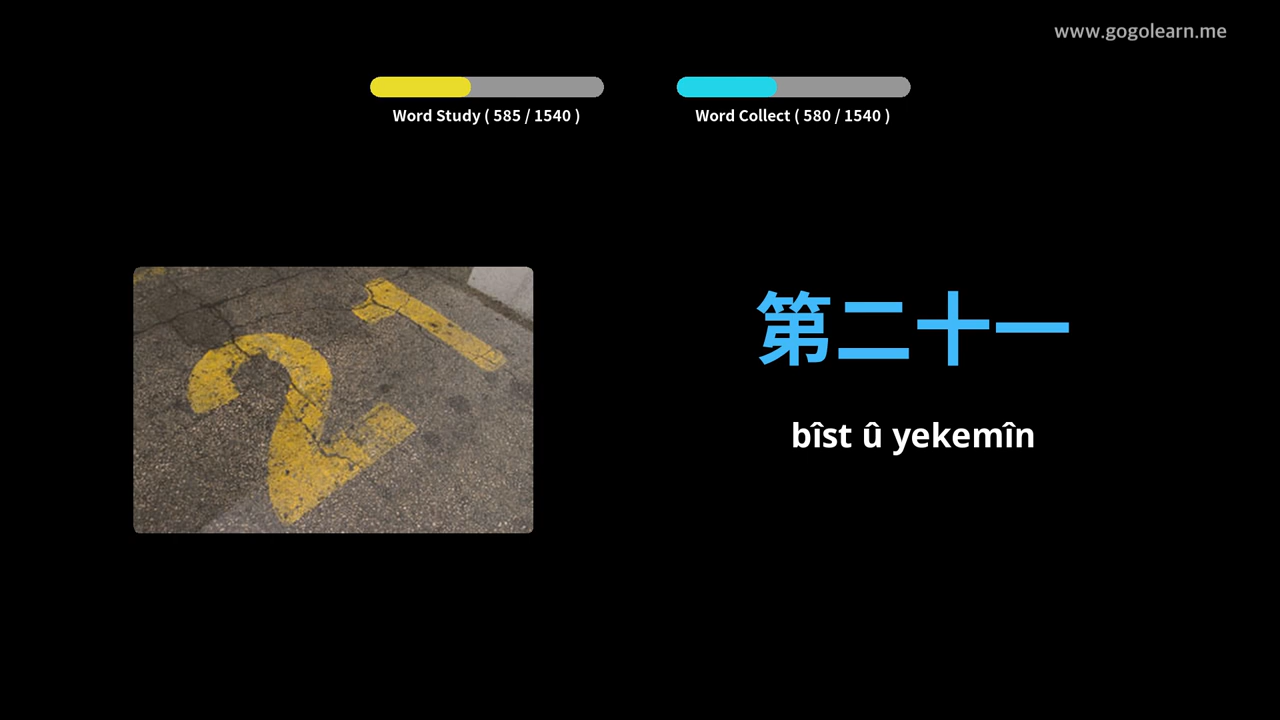 www.gogolearn.me
Word Study ( 585 / 1540 )
Word Collect ( 580 / 1540 )
21
第二十一
bîst û yekemîn